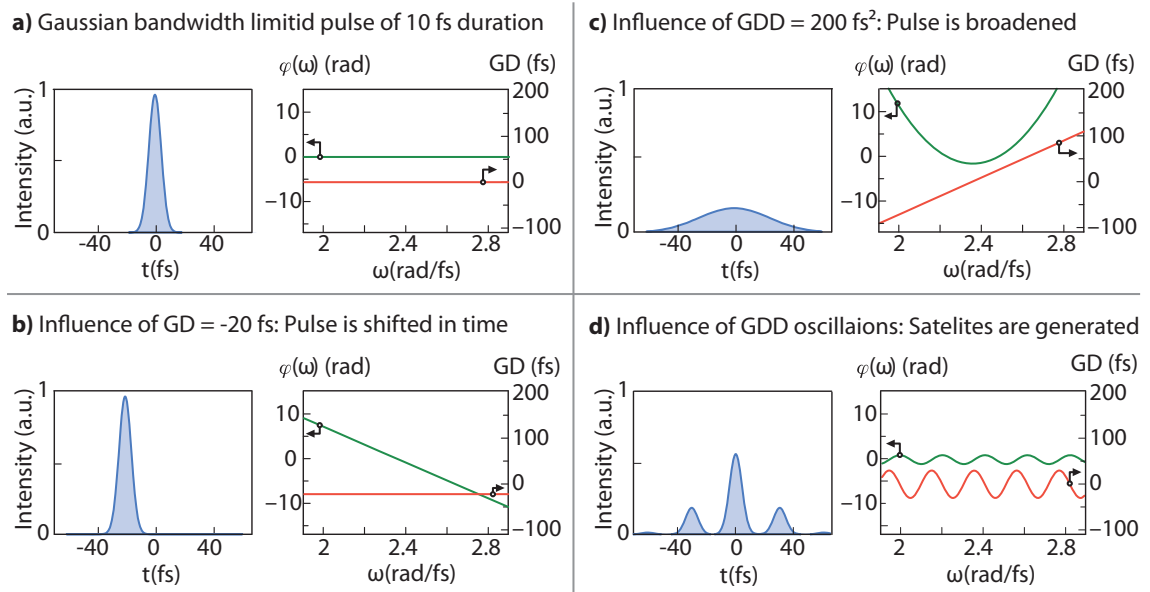 a) Gaussian bandwidth limitid pulse of 10 fs duration
φ(ω) (rad) GD (fs)
Intensity (a.u.)
1
0
-40 0 40
t(fs)
10
0
−10
200
100
0
−100
2 2.4 2.8
ω(rad/fs)
b) Influence of GD = -20 fs: Pulse is shifted in time
φ(ω) (rad) GD (fs)
Intensity (a.u.)
1
0
-40 0 40
t(fs)
10
0
−10
200
100
0
−100
2 2.4 2.8
ω(rad/fs)
c) Influence of GDD = 200 fs²: Pulse is broadened
φ(ω) (rad) GD (fs)
Intensity (a.u.)
1
0
-40 0 40
t(fs)
10
0
−10
200
100
0
−100
2 2.4 2.8
ω(rad/fs)
d) Influence of GDD oscillaions: Satelites are generated
φ(ω) (rad) GD (fs)
Intensity (a.u.)
1
0
-40 0 40
t(fs)
10
0
−10
200
100
0
−100
2 2.4 2.8
ω(rad/fs)